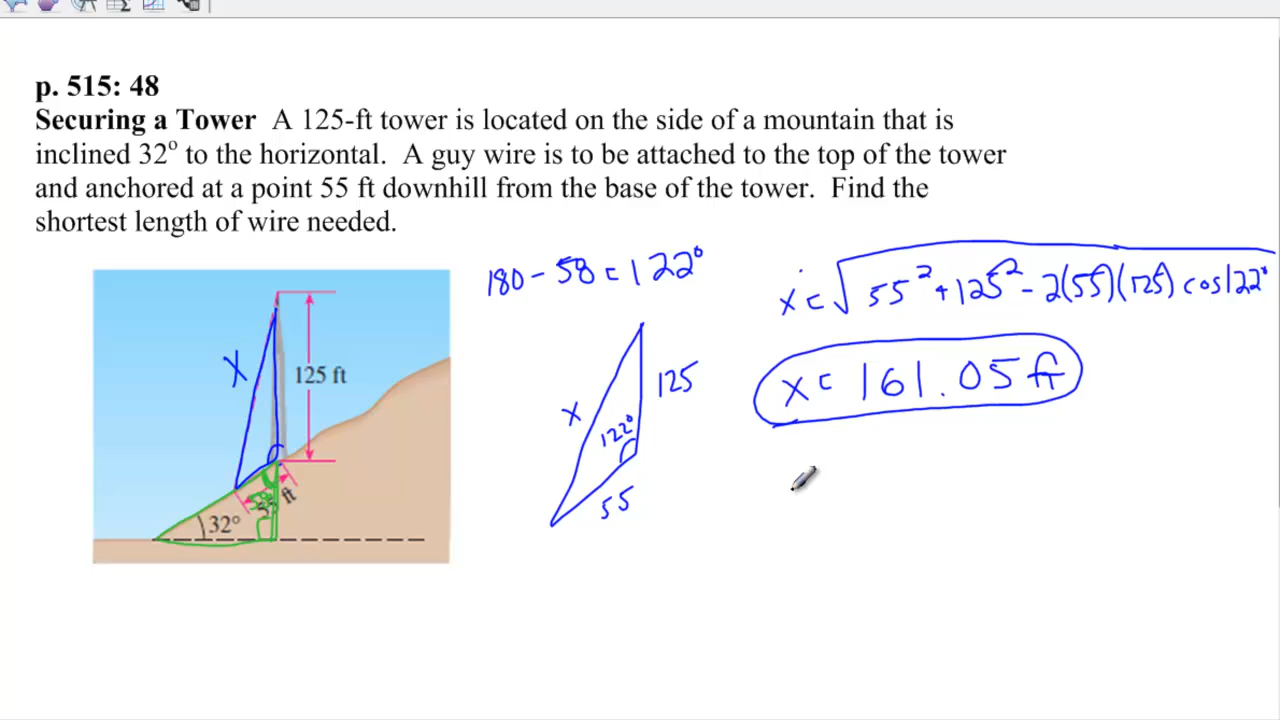 p. 515: 48
Securing a Tower A 125-ft tower is located on the side of a mountain that is
inclined 32° to the horizontal. A guy wire is to be attached to the top of the tower
and anchored at a point 55 ft downhill from the base of the tower. Find the
shortest length of wire needed.
180 - 58 = 122°
x = √55² + 125² - 2(55)(125) cos122°
x = 161.05 ft
X
125 ft
58
55 ft
32°
x
125
122°
55